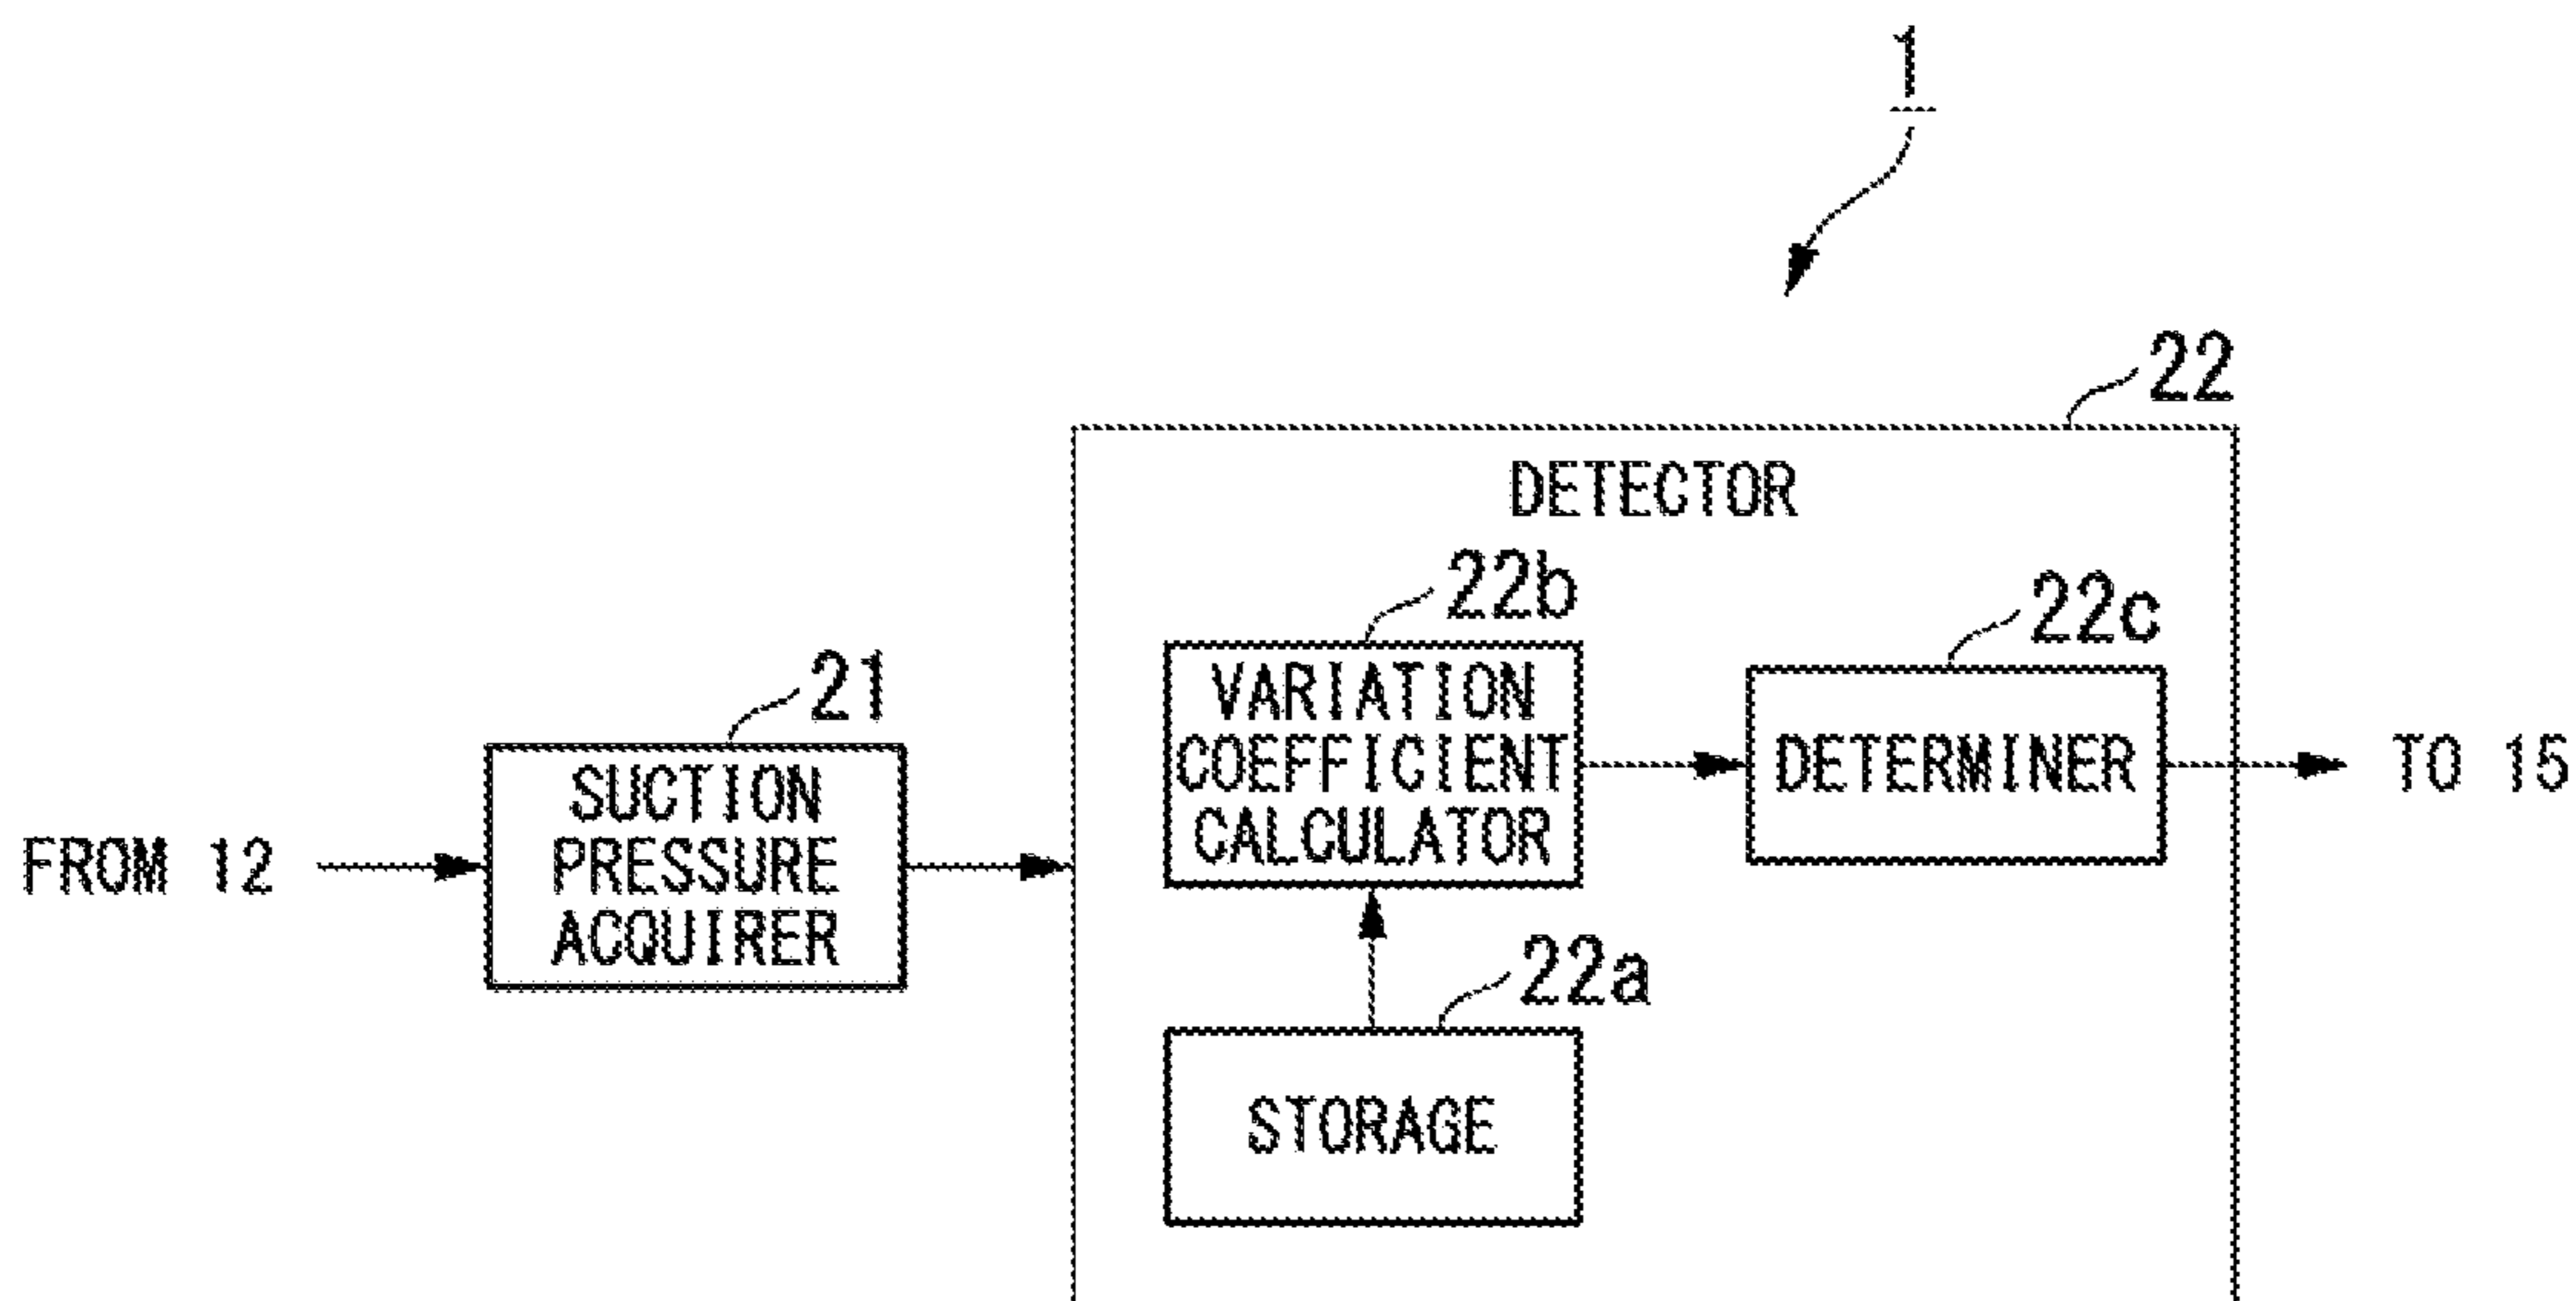 1
22
DETECTOR
22b
22c
21
VARIATION
COEFFICIENT
CALCULATOR
DETERMINER
TO 15
SUCTION
PRESSURE
ACQUIRER
FROM 12
22a
STORAGE